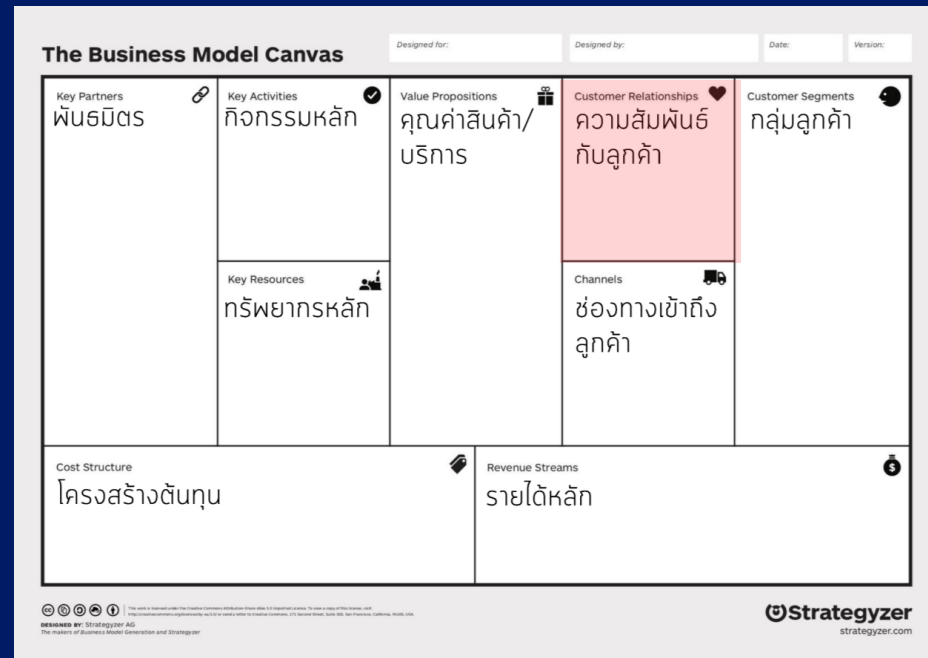 The Business Model Canvas
Designed for:
Designed by:
Date:
Version:
Key Partners
พันธมิตร
Key Activities
กิจกรรมหลัก
Value Propositions
คุณค่าสินค้า/
บริการ
Customer Relationships
ความสัมพันธ์
กับลูกค้า
Customer Segments
กลุ่มลูกค้า
Key Resources
ทรัพยากรหลัก
Channels
ช่องทางเข้าถึง
ลูกค้า
Cost Structure
โครงสร้างต้นทุน
Revenue Streams
รายได้หลัก
DESIGNED BY: Strategyzer AG
The makers of Business Model Generation and Strategyzer
Strategyzer
strategyzer.com